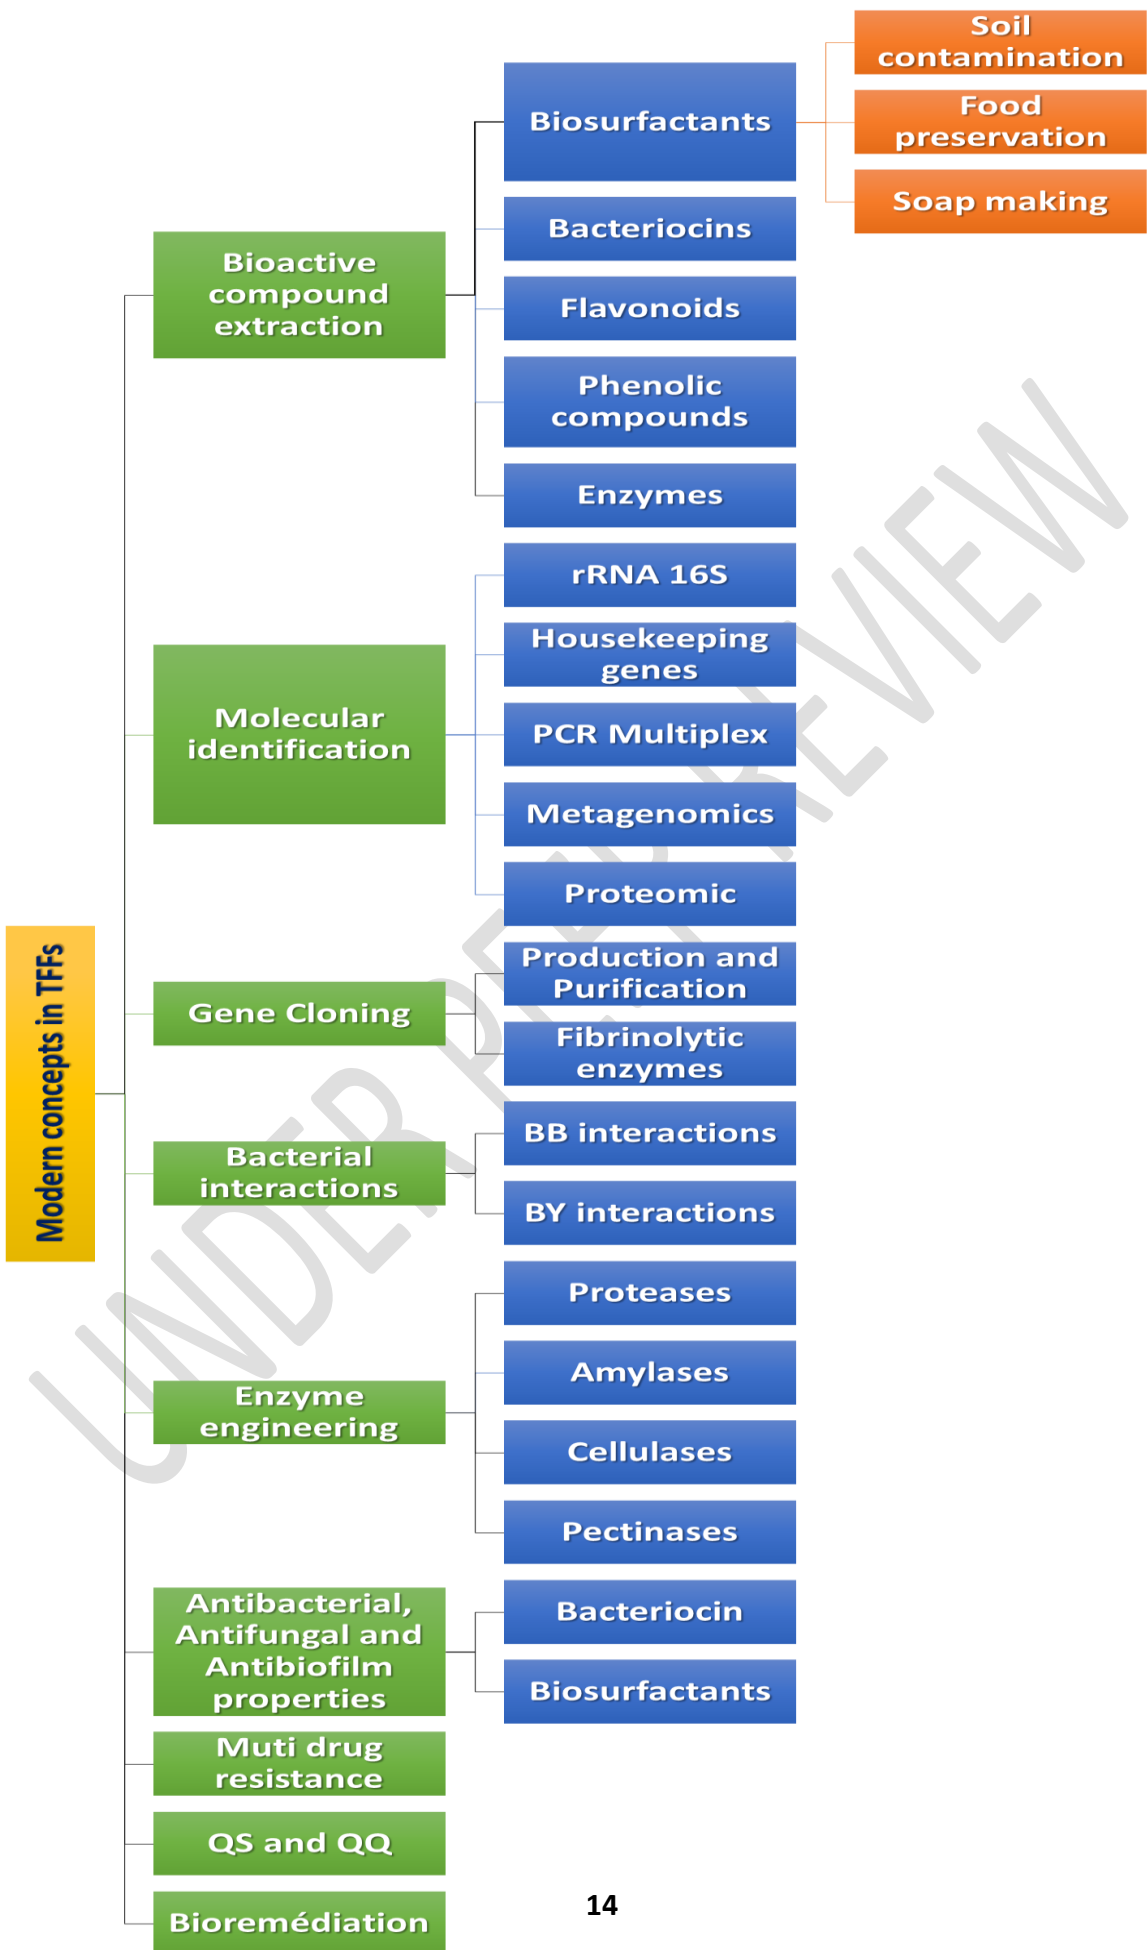 Modern concepts in TFFs
Bioactive
compound
extraction
Biosurfactants
Soil
contamination
Food
preservation
Soap making
Bacteriocins
Flavonoids
Phenolic
compounds
Enzymes
Molecular
identification
rRNA 16S
Housekeeping
genes
PCR Multiplex
Metagenomics
Proteomic
Gene Cloning
Production and
Purification
Fibrinolytic
enzymes
Bacterial
interactions
BB interactions
BY interactions
Enzyme
engineering
Proteases
Amylases
Cellulases
Pectinases
Antibacterial,
Antifungal and
Antibiofilm
properties
Bacteriocin
Biosurfactants
Muti drug
resistance
QS and QQ
Bioremédiation
14
UNDER PEER REVIEW